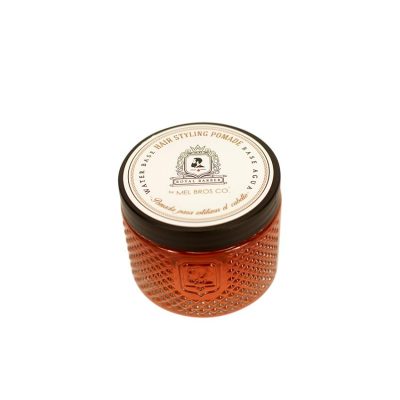 WATER BASE HAIR STYLING POMADE BASE AGUA
ROYAL BARBER
by MEL BROS CO.
Pomada para estilizar el cabello